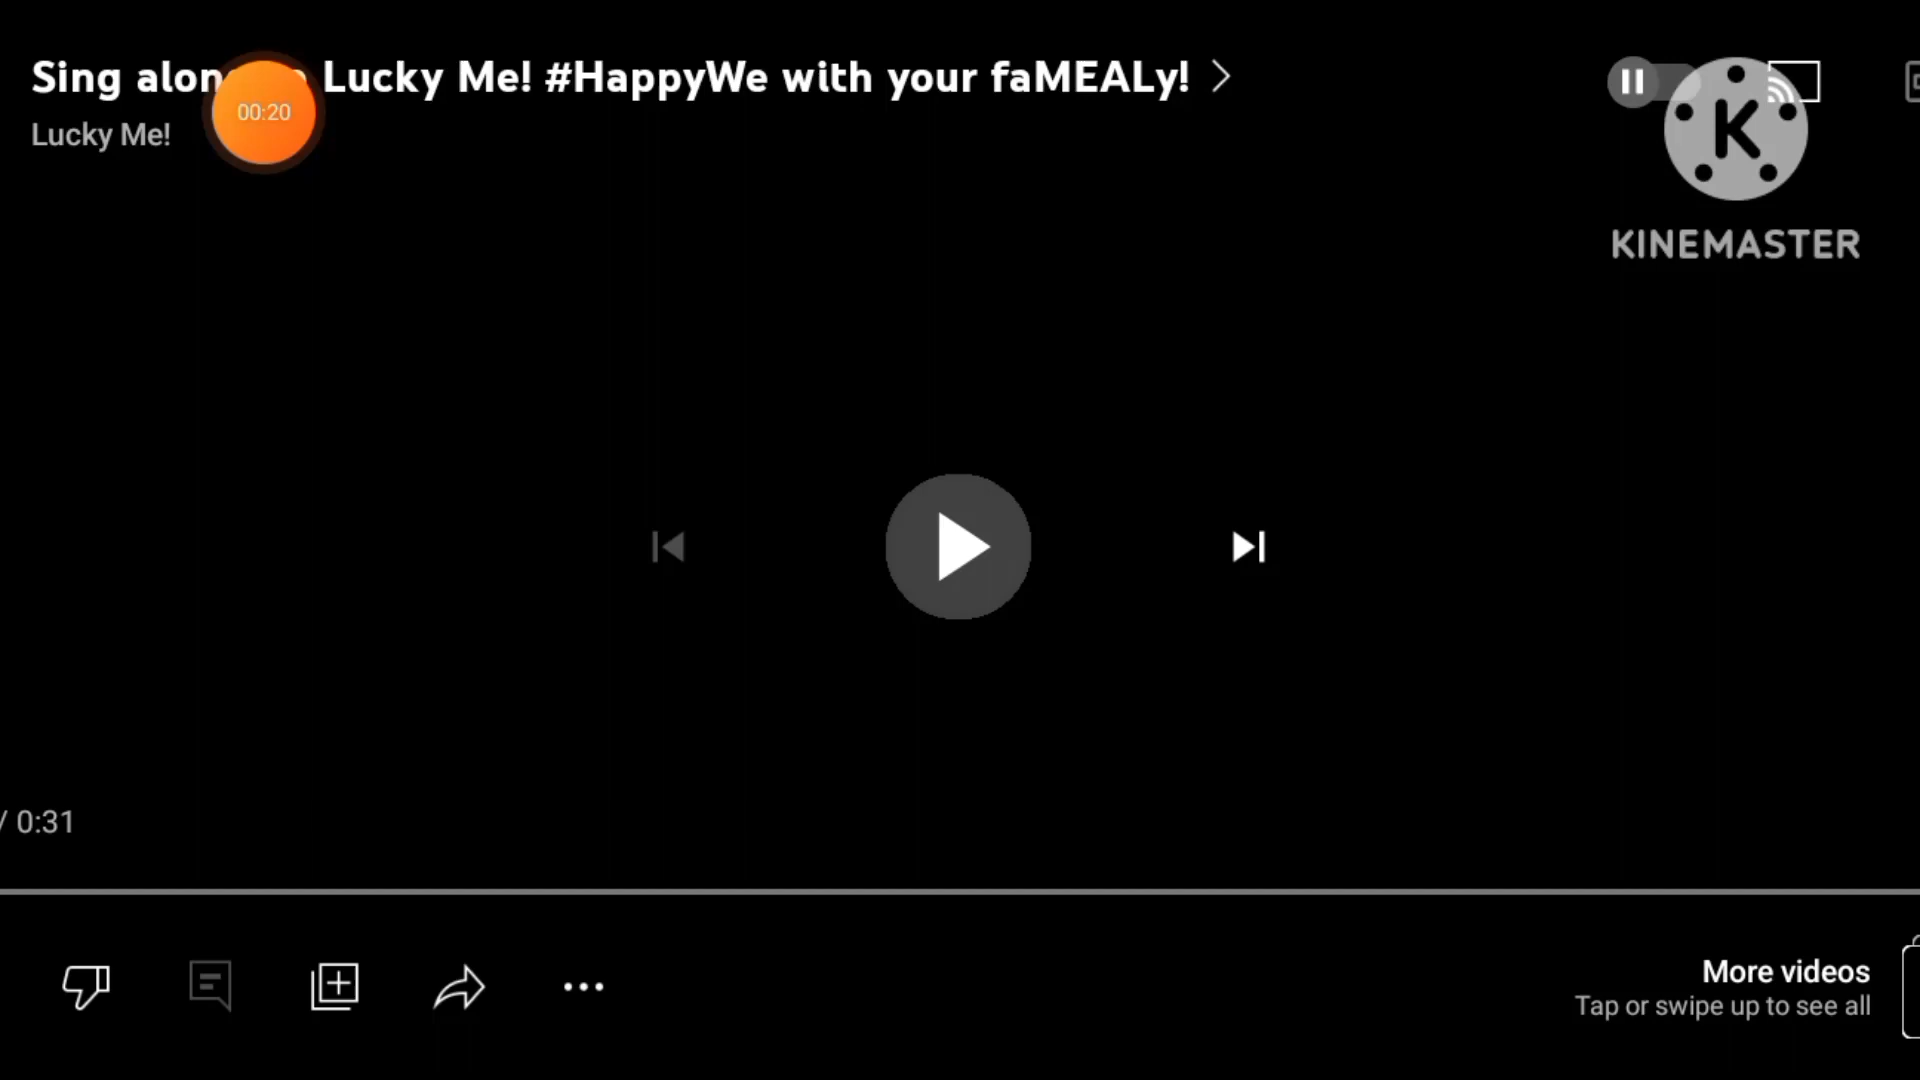 Sing alon Lucky Me! #HappyWe with your faMEALy!
Lucky Me!
00:20
K
KINEMASTER
/ 0:31
More videos
Tap or swipe up to see all